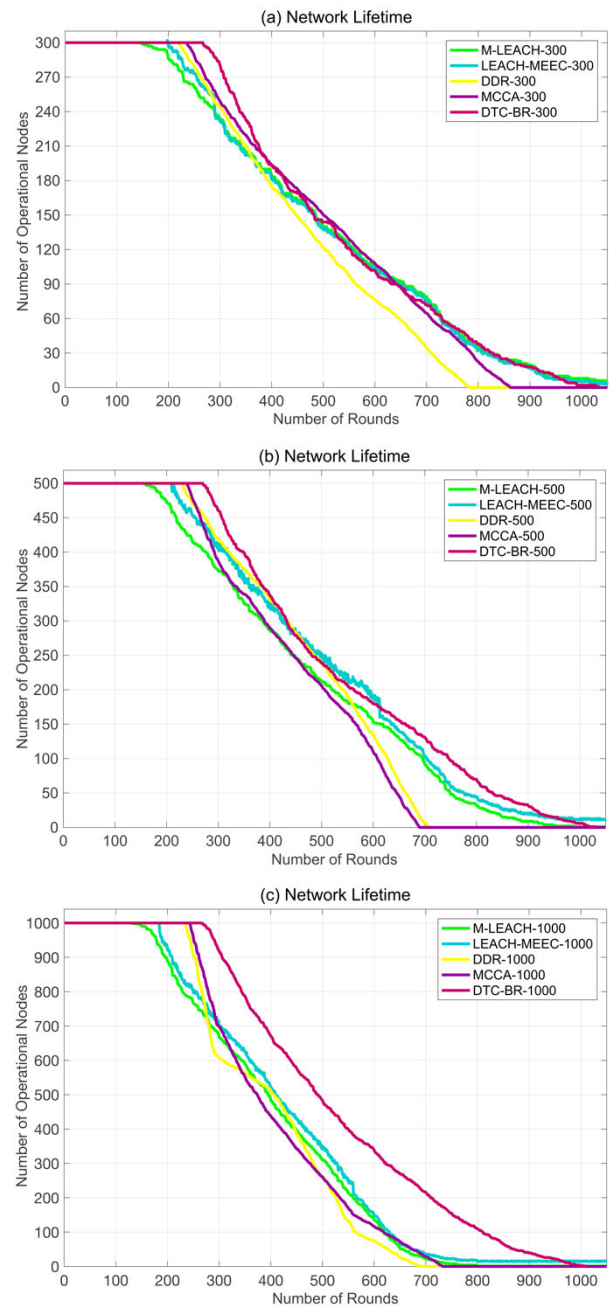 (a) Network Lifetime
300
270
240
210
180
150
120
90
60
30
0
Number of Operational Nodes
M-LEACH-300
LEACH-MEEC-300
DDR-300
MCCA-300
DTC-BR-300
0 100 200 300 400 500 600 700 800 900 1000
Number of Rounds
(b) Network Lifetime
500
450
400
350
300
250
200
150
100
50
0
Number of Operational Nodes
M-LEACH-500
LEACH-MEEC-500
DDR-500
MCCA-500
DTC-BR-500
0 100 200 300 400 500 600 700 800 900 1000
Number of Rounds
(c) Network Lifetime
1000
900
800
700
600
500
400
300
200
100
0
Number of Operational Nodes
M-LEACH-1000
LEACH-MEEC-1000
DDR-1000
MCCA-1000
DTC-BR-1000
0 100 200 300 400 500 600 700 800 900 1000
Number of Rounds